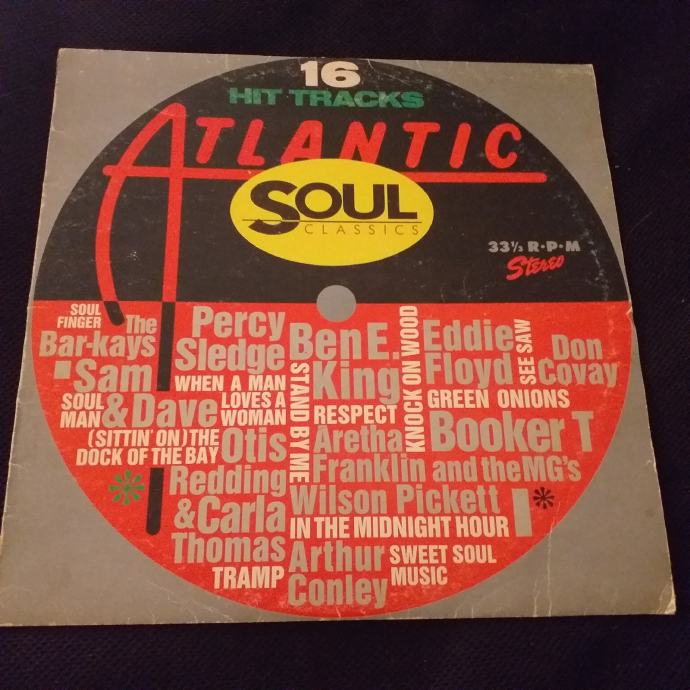 16
HIT TRACKS
ATLANTIC
SOUL
CLASSICS
33⅓ R·P·M
Stereo
SOUL
FINGER
The
Bar-kays
Percy
Sledge
WHEN A MAN
LOVES A
WOMAN
Ben E.
King
STAND BY ME
KNOCK ON WOOD
Eddie
Floyd
SEE SAW
Don
Covay
Sam
& Dave
SOUL
MAN
RESPECT
Aretha
Franklin
GREEN ONIONS
Booker T
and the MG's
(SITTIN' ON) THE
DOCK OF THE BAY
Otis
Redding
& Carla
Thomas
TRAMP
Wilson Pickett
IN THE MIDNIGHT HOUR
Arthur
Conley
SWEET SOUL
MUSIC